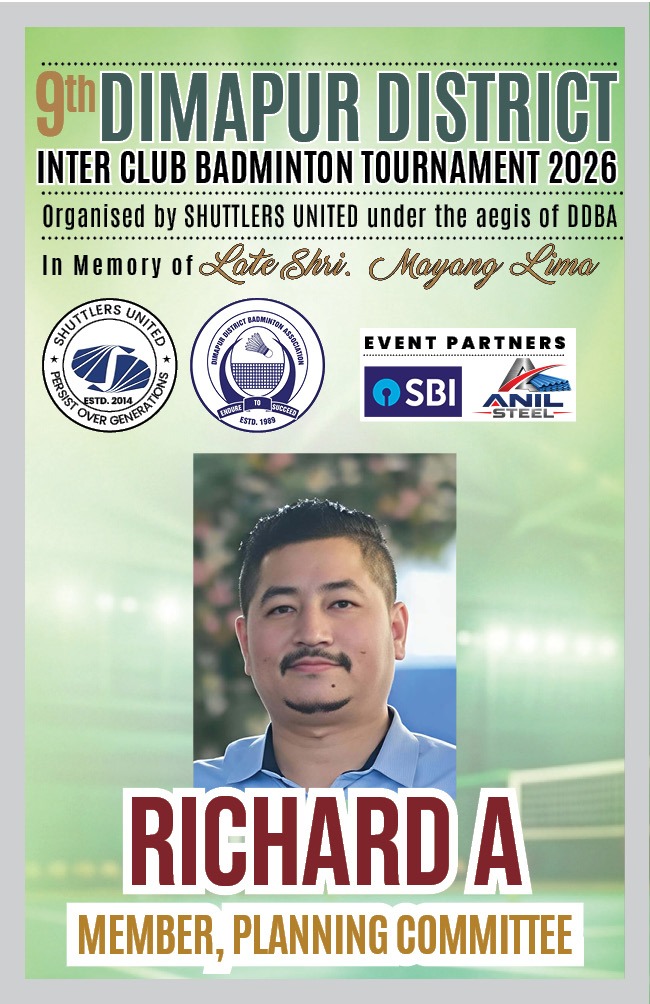 9th DIMAPUR DISTRICT
INTER CLUB BADMINTON TOURNAMENT 2026
Organised by SHUTTLERS UNITED under the aegis of DDBA
In Memory of Late Shri. Mayang Lima
SHUTTLERS UNITED
ESTD. 2014
PERSIST OVER GENERATIONS
DIMAPUR DISTRICT BADMINTON ASSOCIATION
ENDURE TO SUCCEED
ESTD. 1989
EVENT PARTNERS
SBI
ANIL
STEEL
RICHARD A
MEMBER, PLANNING COMMITTEE